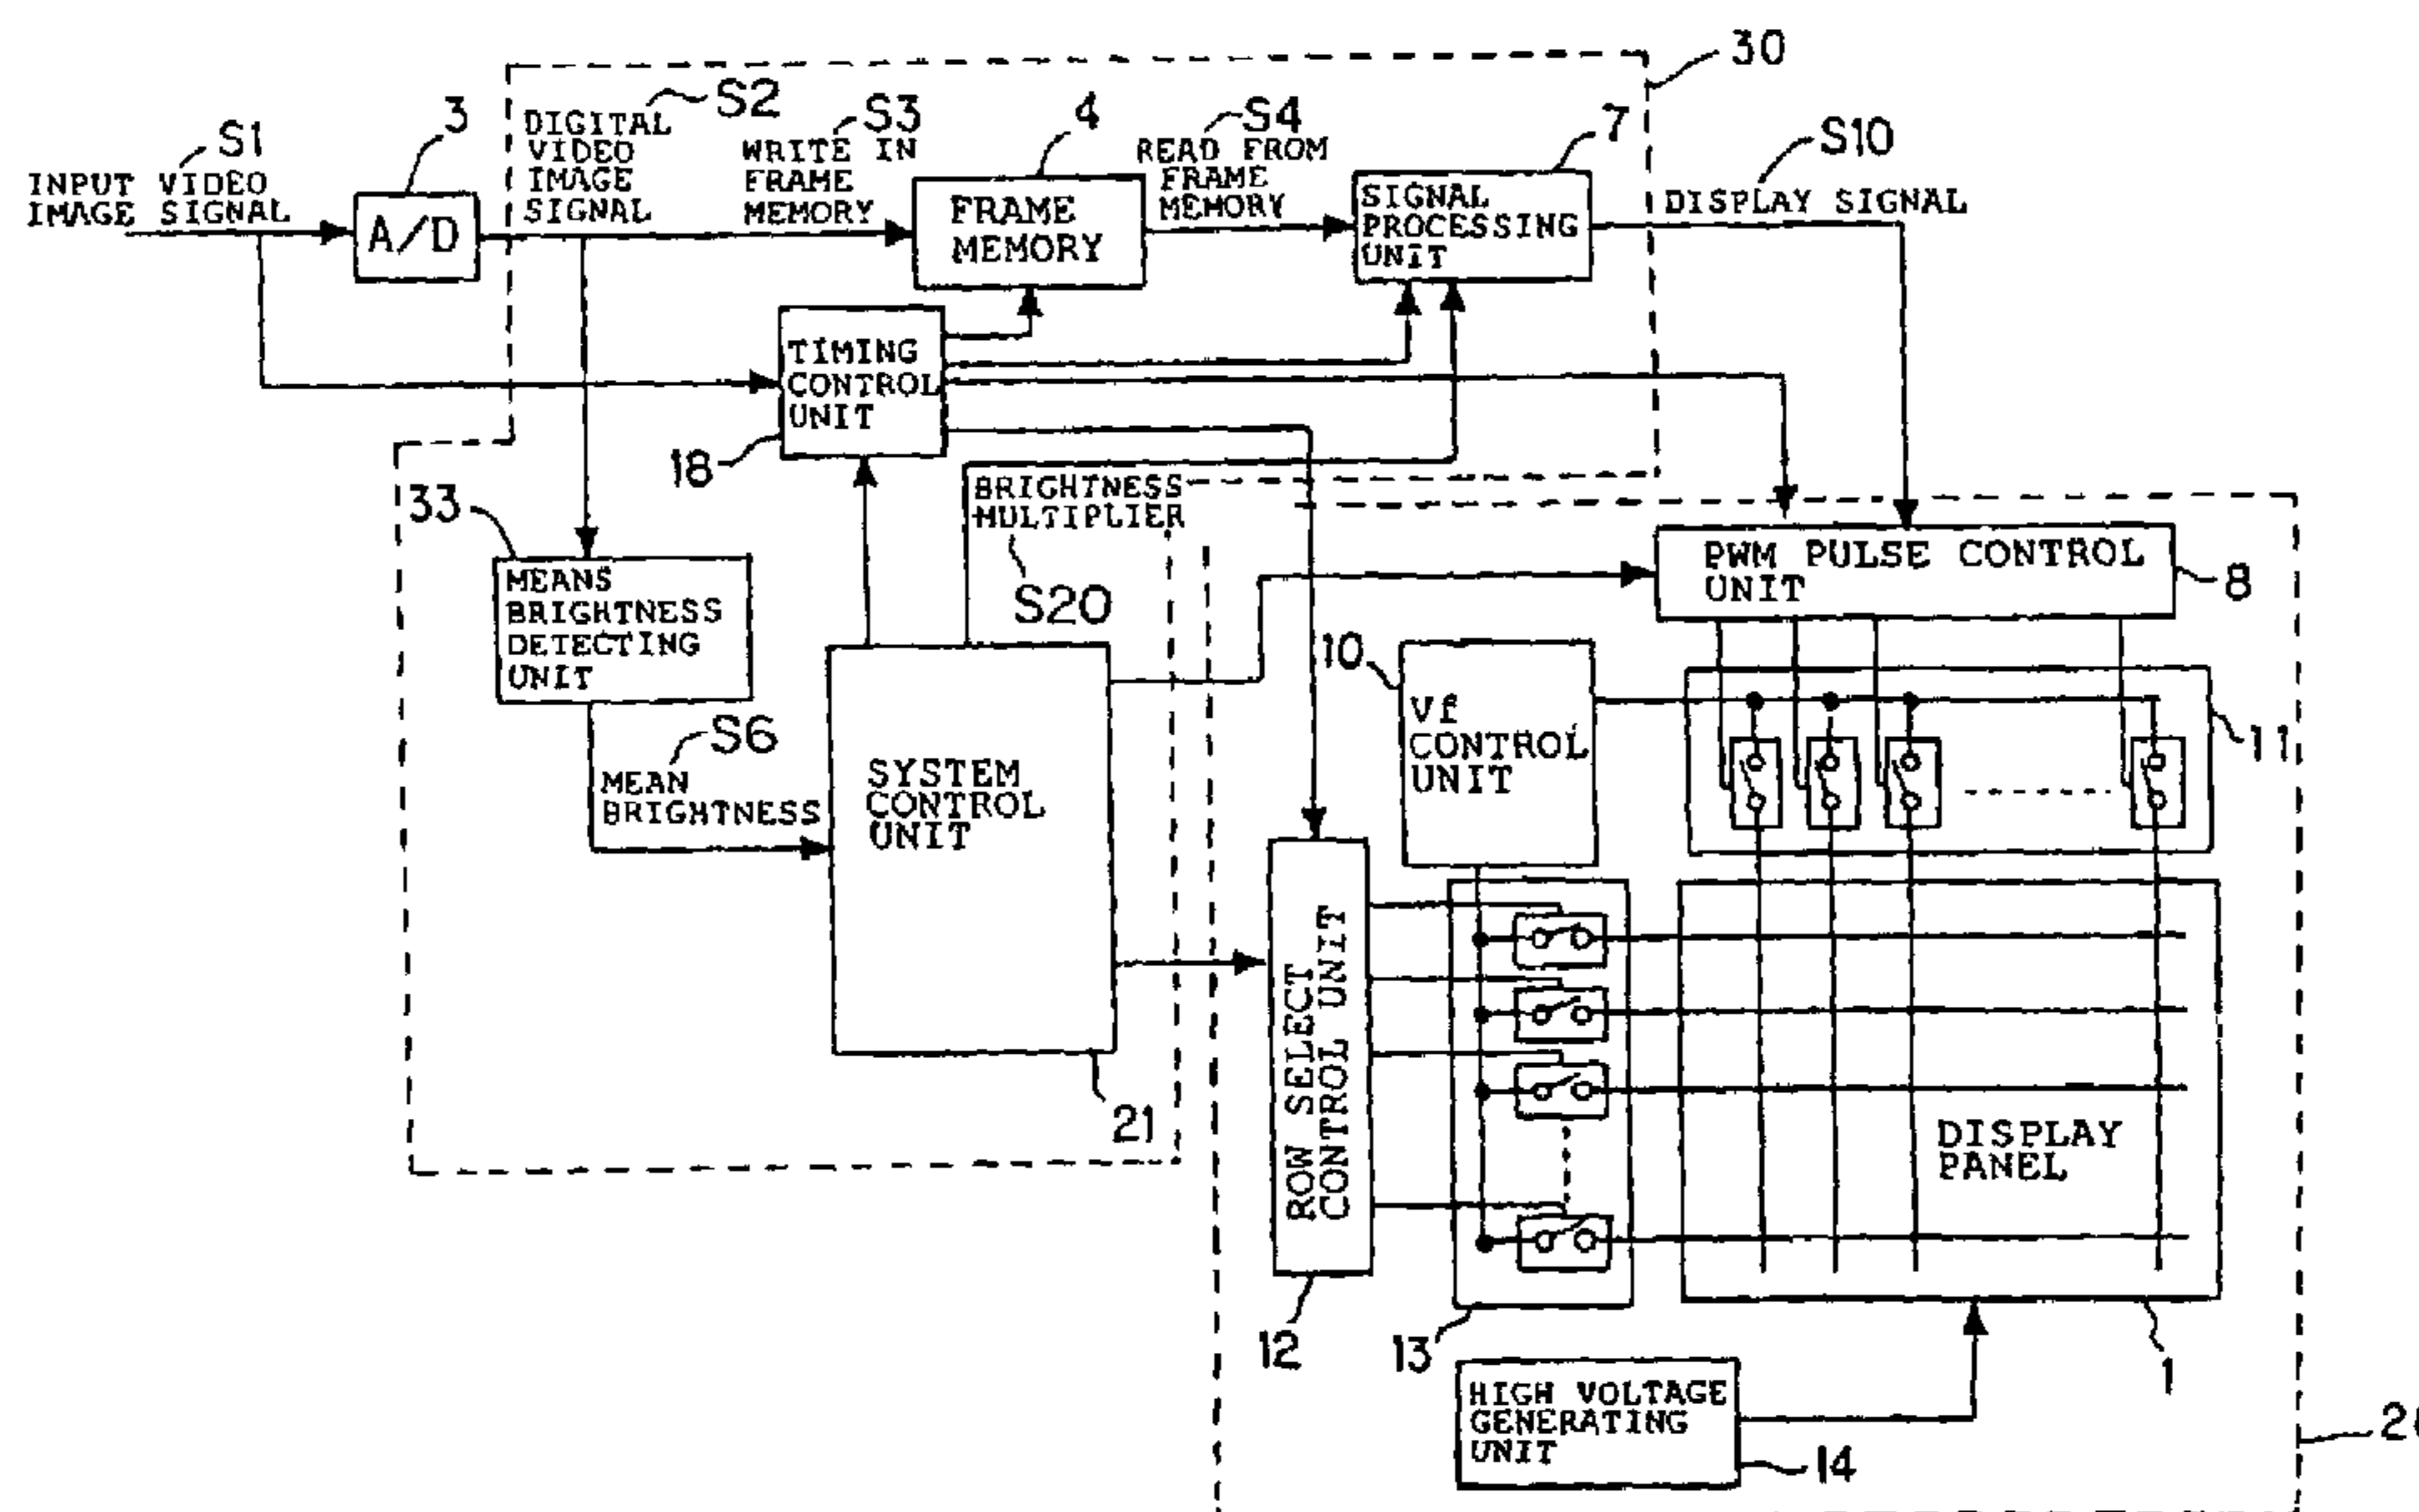 30
S2
S3
S4
7
S10
S1
3
4
DIGITAL
VIDEO
IMAGE
SIGNAL
WRITE IN
FRAME
MEMORY
READ FROM
FRAME
MEMORY
INPUT VIDEO
IMAGE SIGNAL
A/D
FRAME
MEMORY
SIGNAL
PROCESSING
UNIT
DISPLAY SIGNAL
TIMING
CONTROL
UNIT
18
BRIGHTNESS
MULTIPLIER
S20
33
MEANS
BRIGHTNESS
DETECTING
UNIT
PWM PULSE CONTROL
UNIT
8
10
Vf
CONTROL
UNIT
11
S6
MEAN
BRIGHTNESS
SYSTEM
CONTROL
UNIT
21
ROW SELECT
CONTROL UNIT
12
13
DISPLAY
PANEL
1
HIGH VOLTAGE
GENERATING
UNIT
14